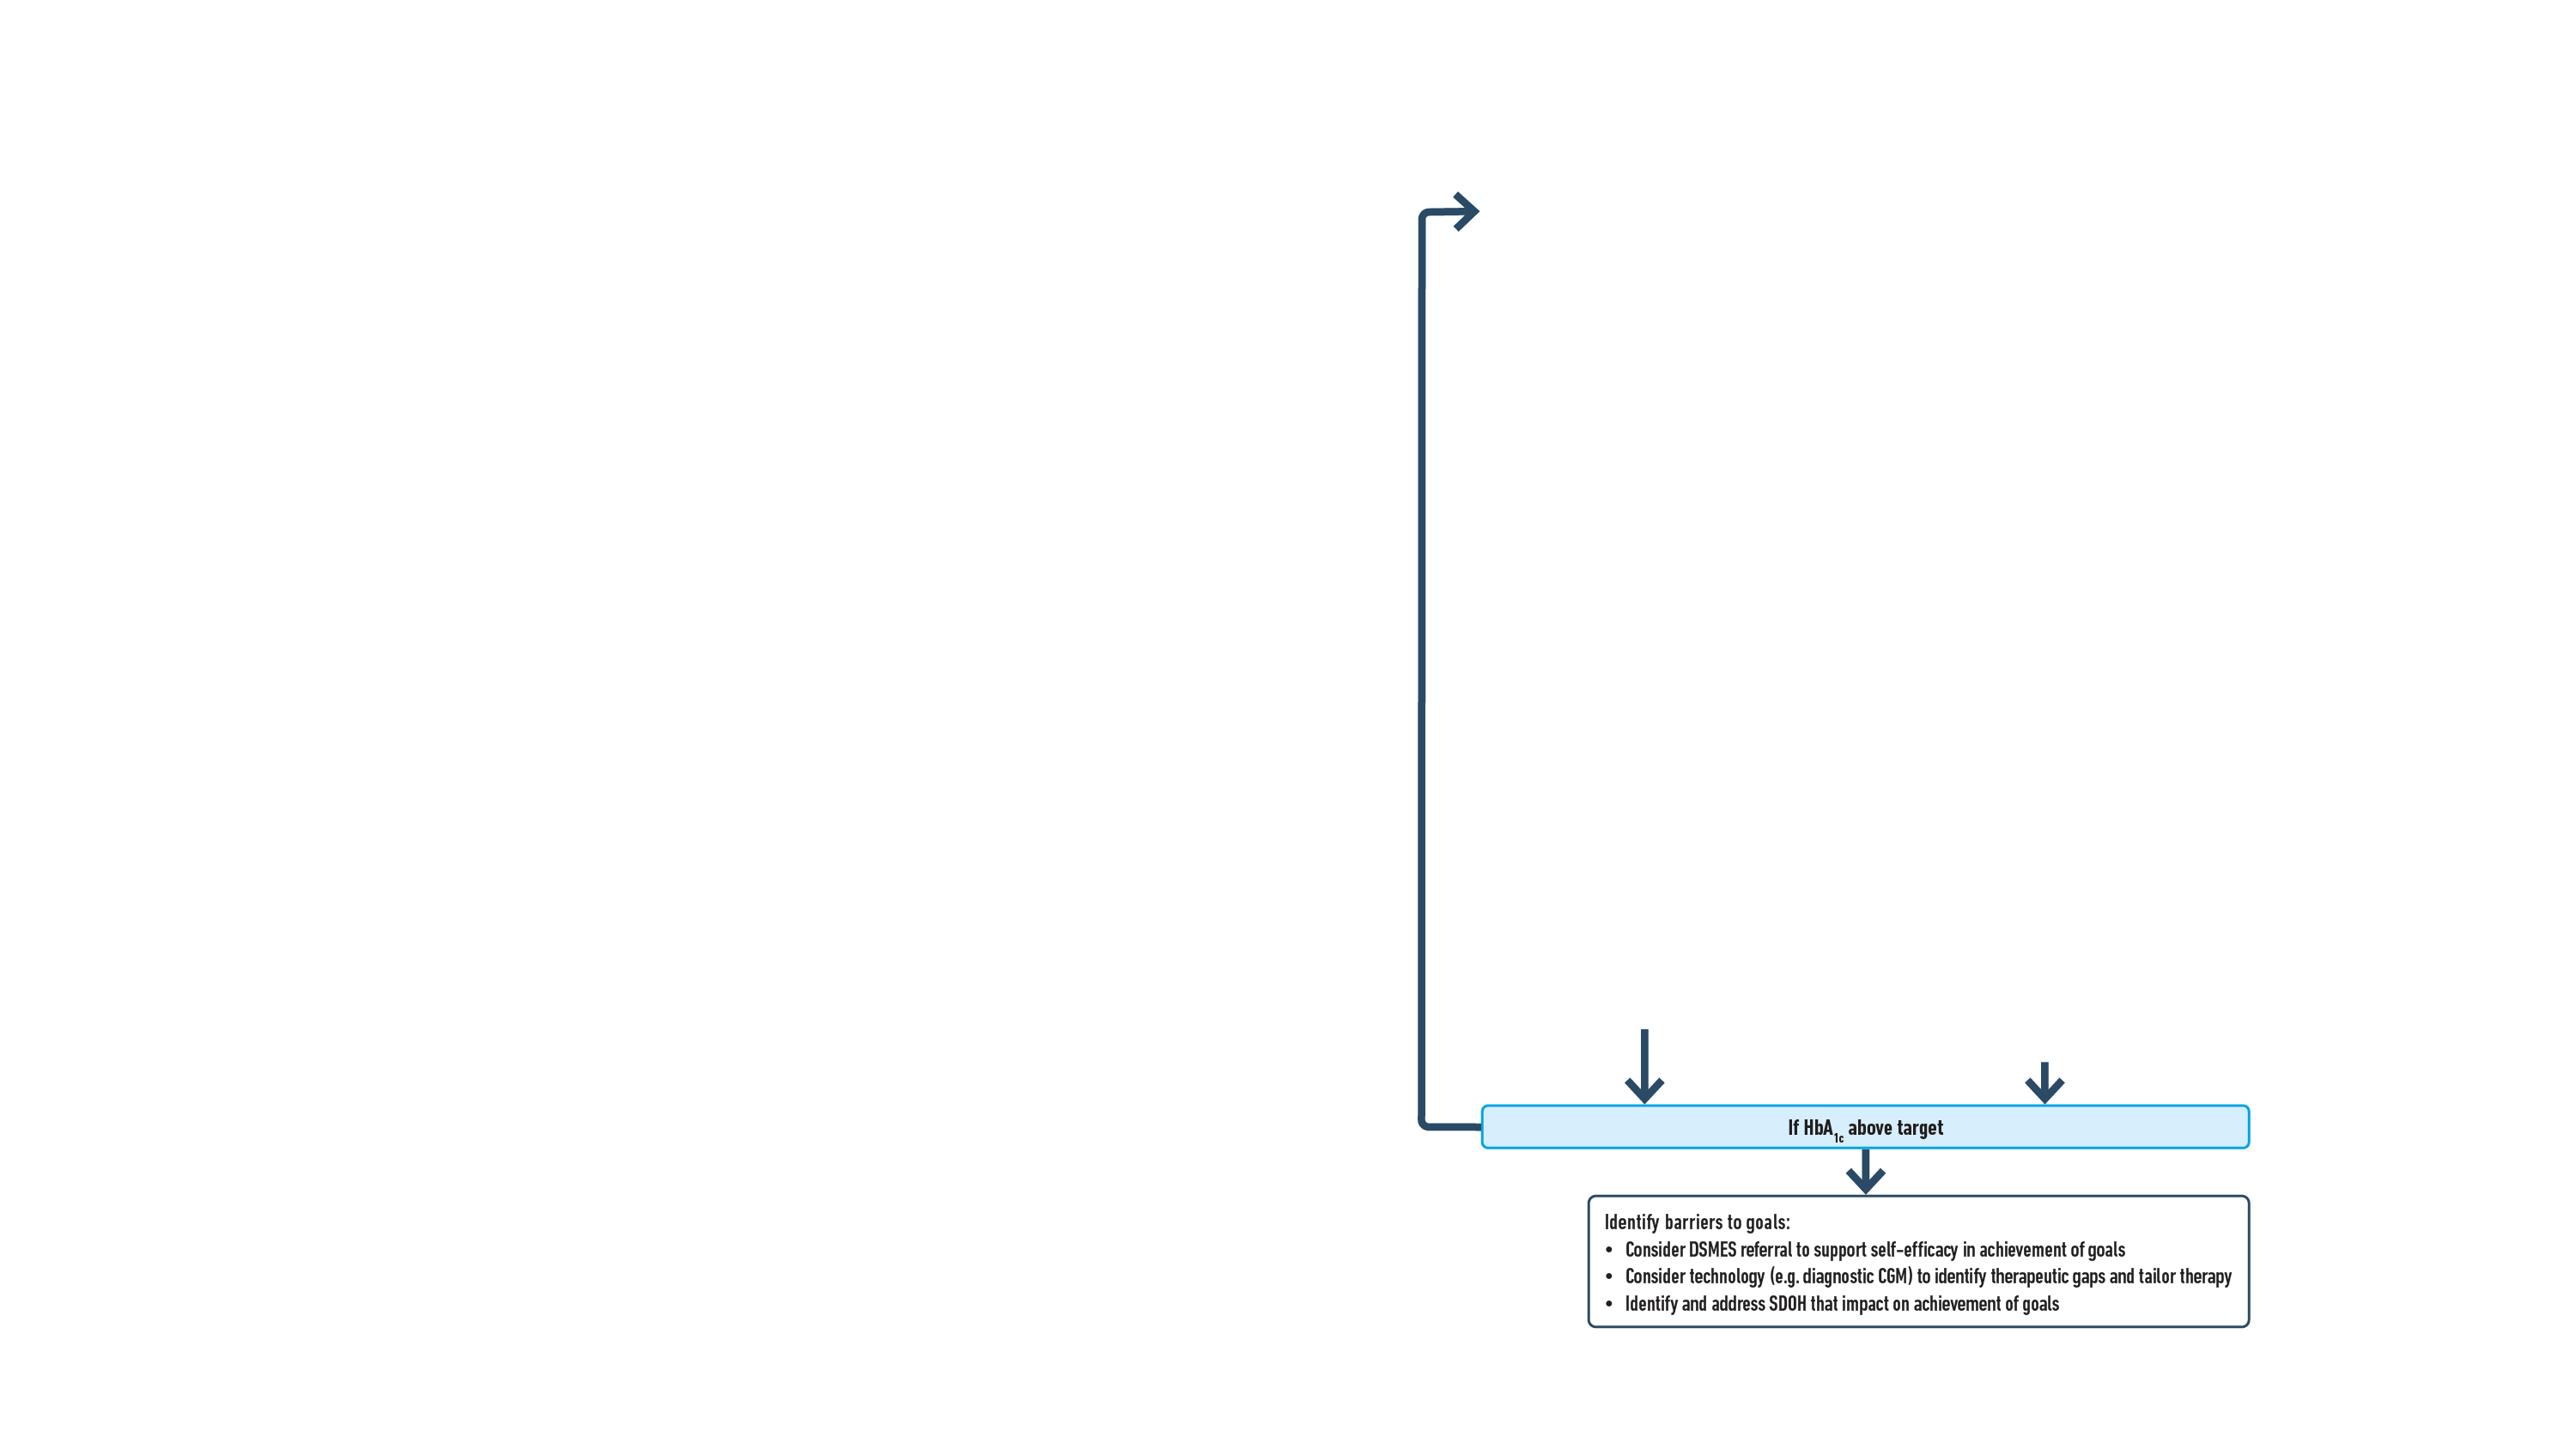 If HbA1c above target
Identify barriers to goals:
• Consider DSMES referral to support self-efficacy in achievement of goals
• Consider technology (e.g. diagnostic CGM) to identify therapeutic gaps and tailor therapy
• Identify and address SDOH that impact on achievement of goals